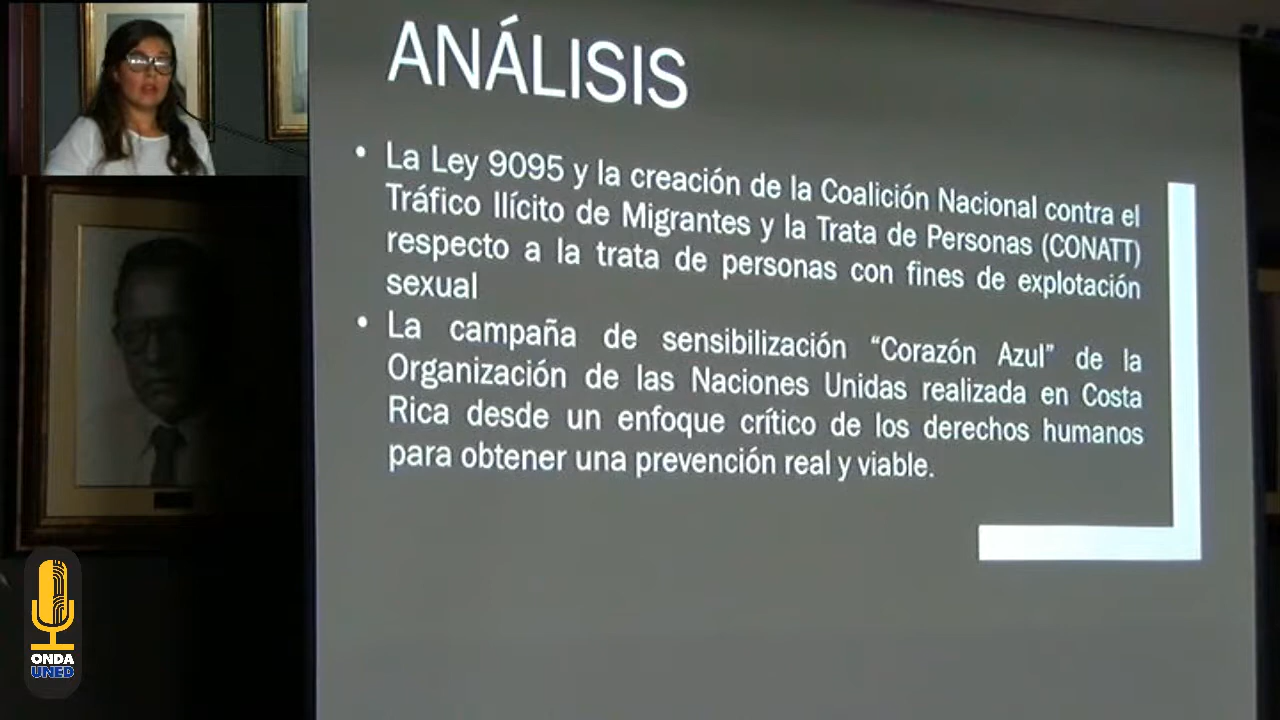 ANÁLISIS
• La Ley 9095 y la creación de la Coalición Nacional contra el
Tráfico Ilícito de Migrantes y la Trata de Personas (CONATT)
respecto a la trata de personas con fines de explotación
sexual
• La campaña de sensibilización “Corazón Azul” de la
Organización de las Naciones Unidas realizada en Costa
Rica desde un enfoque crítico de los derechos humanos
para obtener una prevención real y viable.
ONDA
UNED